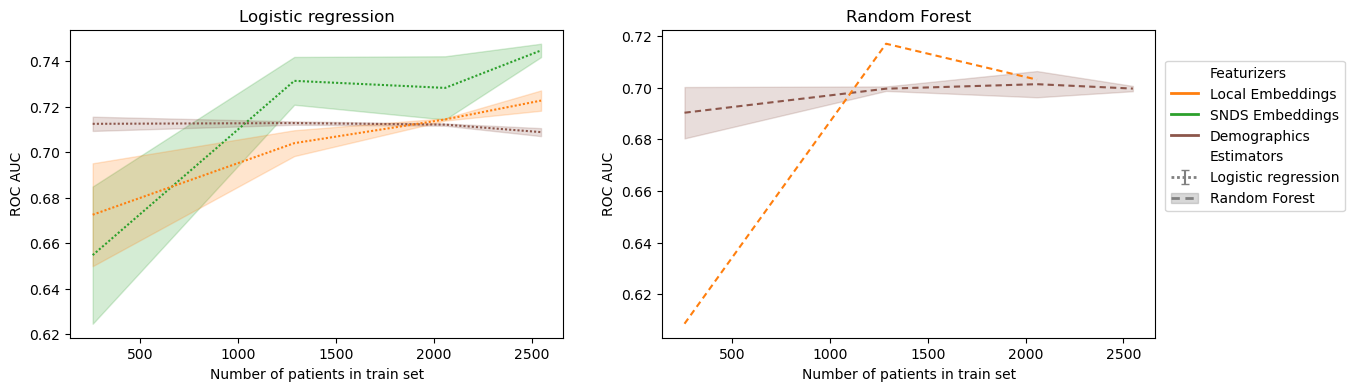 Logistic regression
ROC AUC
0.74
0.72
0.70
0.68
0.66
0.64
0.62
500
1000
1500
2000
2500
Number of patients in train set
Random Forest
ROC AUC
0.72
0.70
0.68
0.66
0.64
0.62
500
1000
1500
2000
2500
Number of patients in train set
Featurizers
Local Embeddings
SNDS Embeddings
Demographics
Estimators
Logistic regression
Random Forest